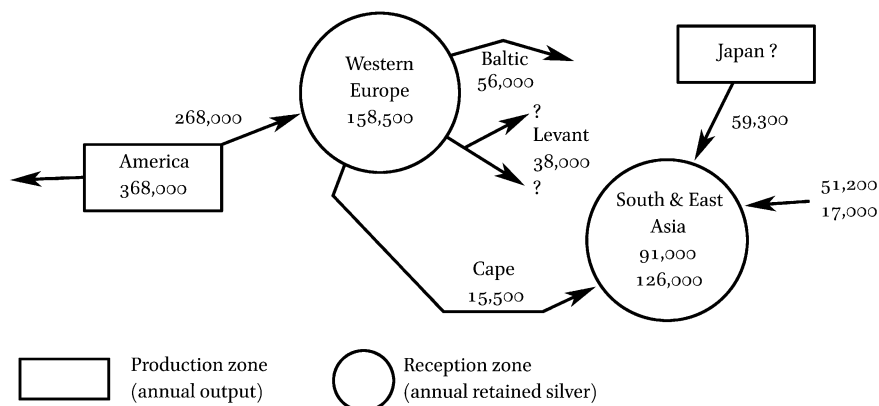 Western
Europe
158,500
Baltic
56,000
Japan ?
268,000
?
Levant
38,000
?
59,300
America
368,000
51,200
17,000
South & East
Asia
91,000
126,000
Cape
15,500
Production zone
(annual output)
Reception zone
(annual retained silver)